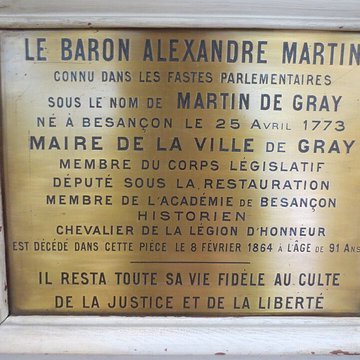 LE BARON ALEXANDRE MARTIN
CONNU DANS LES FASTES PARLEMENTAIRES
SOUS LE NOM DE MARTIN DE GRAY
NÉ À BESANÇON LE 25 AVRIL 1773
MAIRE DE LA VILLE DE GRAY
MEMBRE DU CORPS LÉGISLATIF
DÉPUTÉ SOUS LA RESTAURATION
MEMBRE DE L'ACADÉMIE DE BESANÇON
HISTORIEN
CHEVALIER DE LA LÉGION D'HONNEUR
EST DÉCÉDÉ DANS CETTE PIÈCE LE 8 FÉVRIER 1864 À L'ÂGE DE 91 ANS
IL RESTA TOUTE SA VIE FIDÈLE AU CULTE
DE LA JUSTICE ET DE LA LIBERTÉ